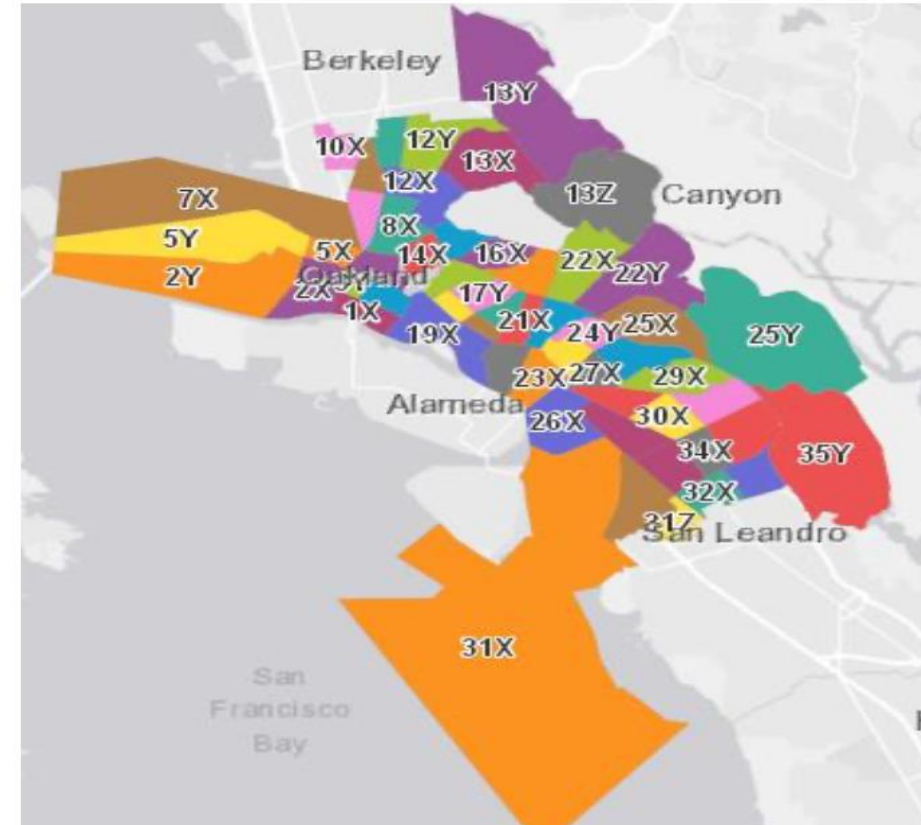 Berkeley
13Y
10X
12Y
13X
12X
13Z
Canyon
7X
8X
5Y
5X
14X
16X
22X
22Y
2Y
Oakland
2X
17Y
1X
19X
21X
24Y
25X
25Y
23X
27X
29X
Alameda
26X
30X
34X
35Y
32X
31Z
San Leandro
31X
San
Francisco
Bay